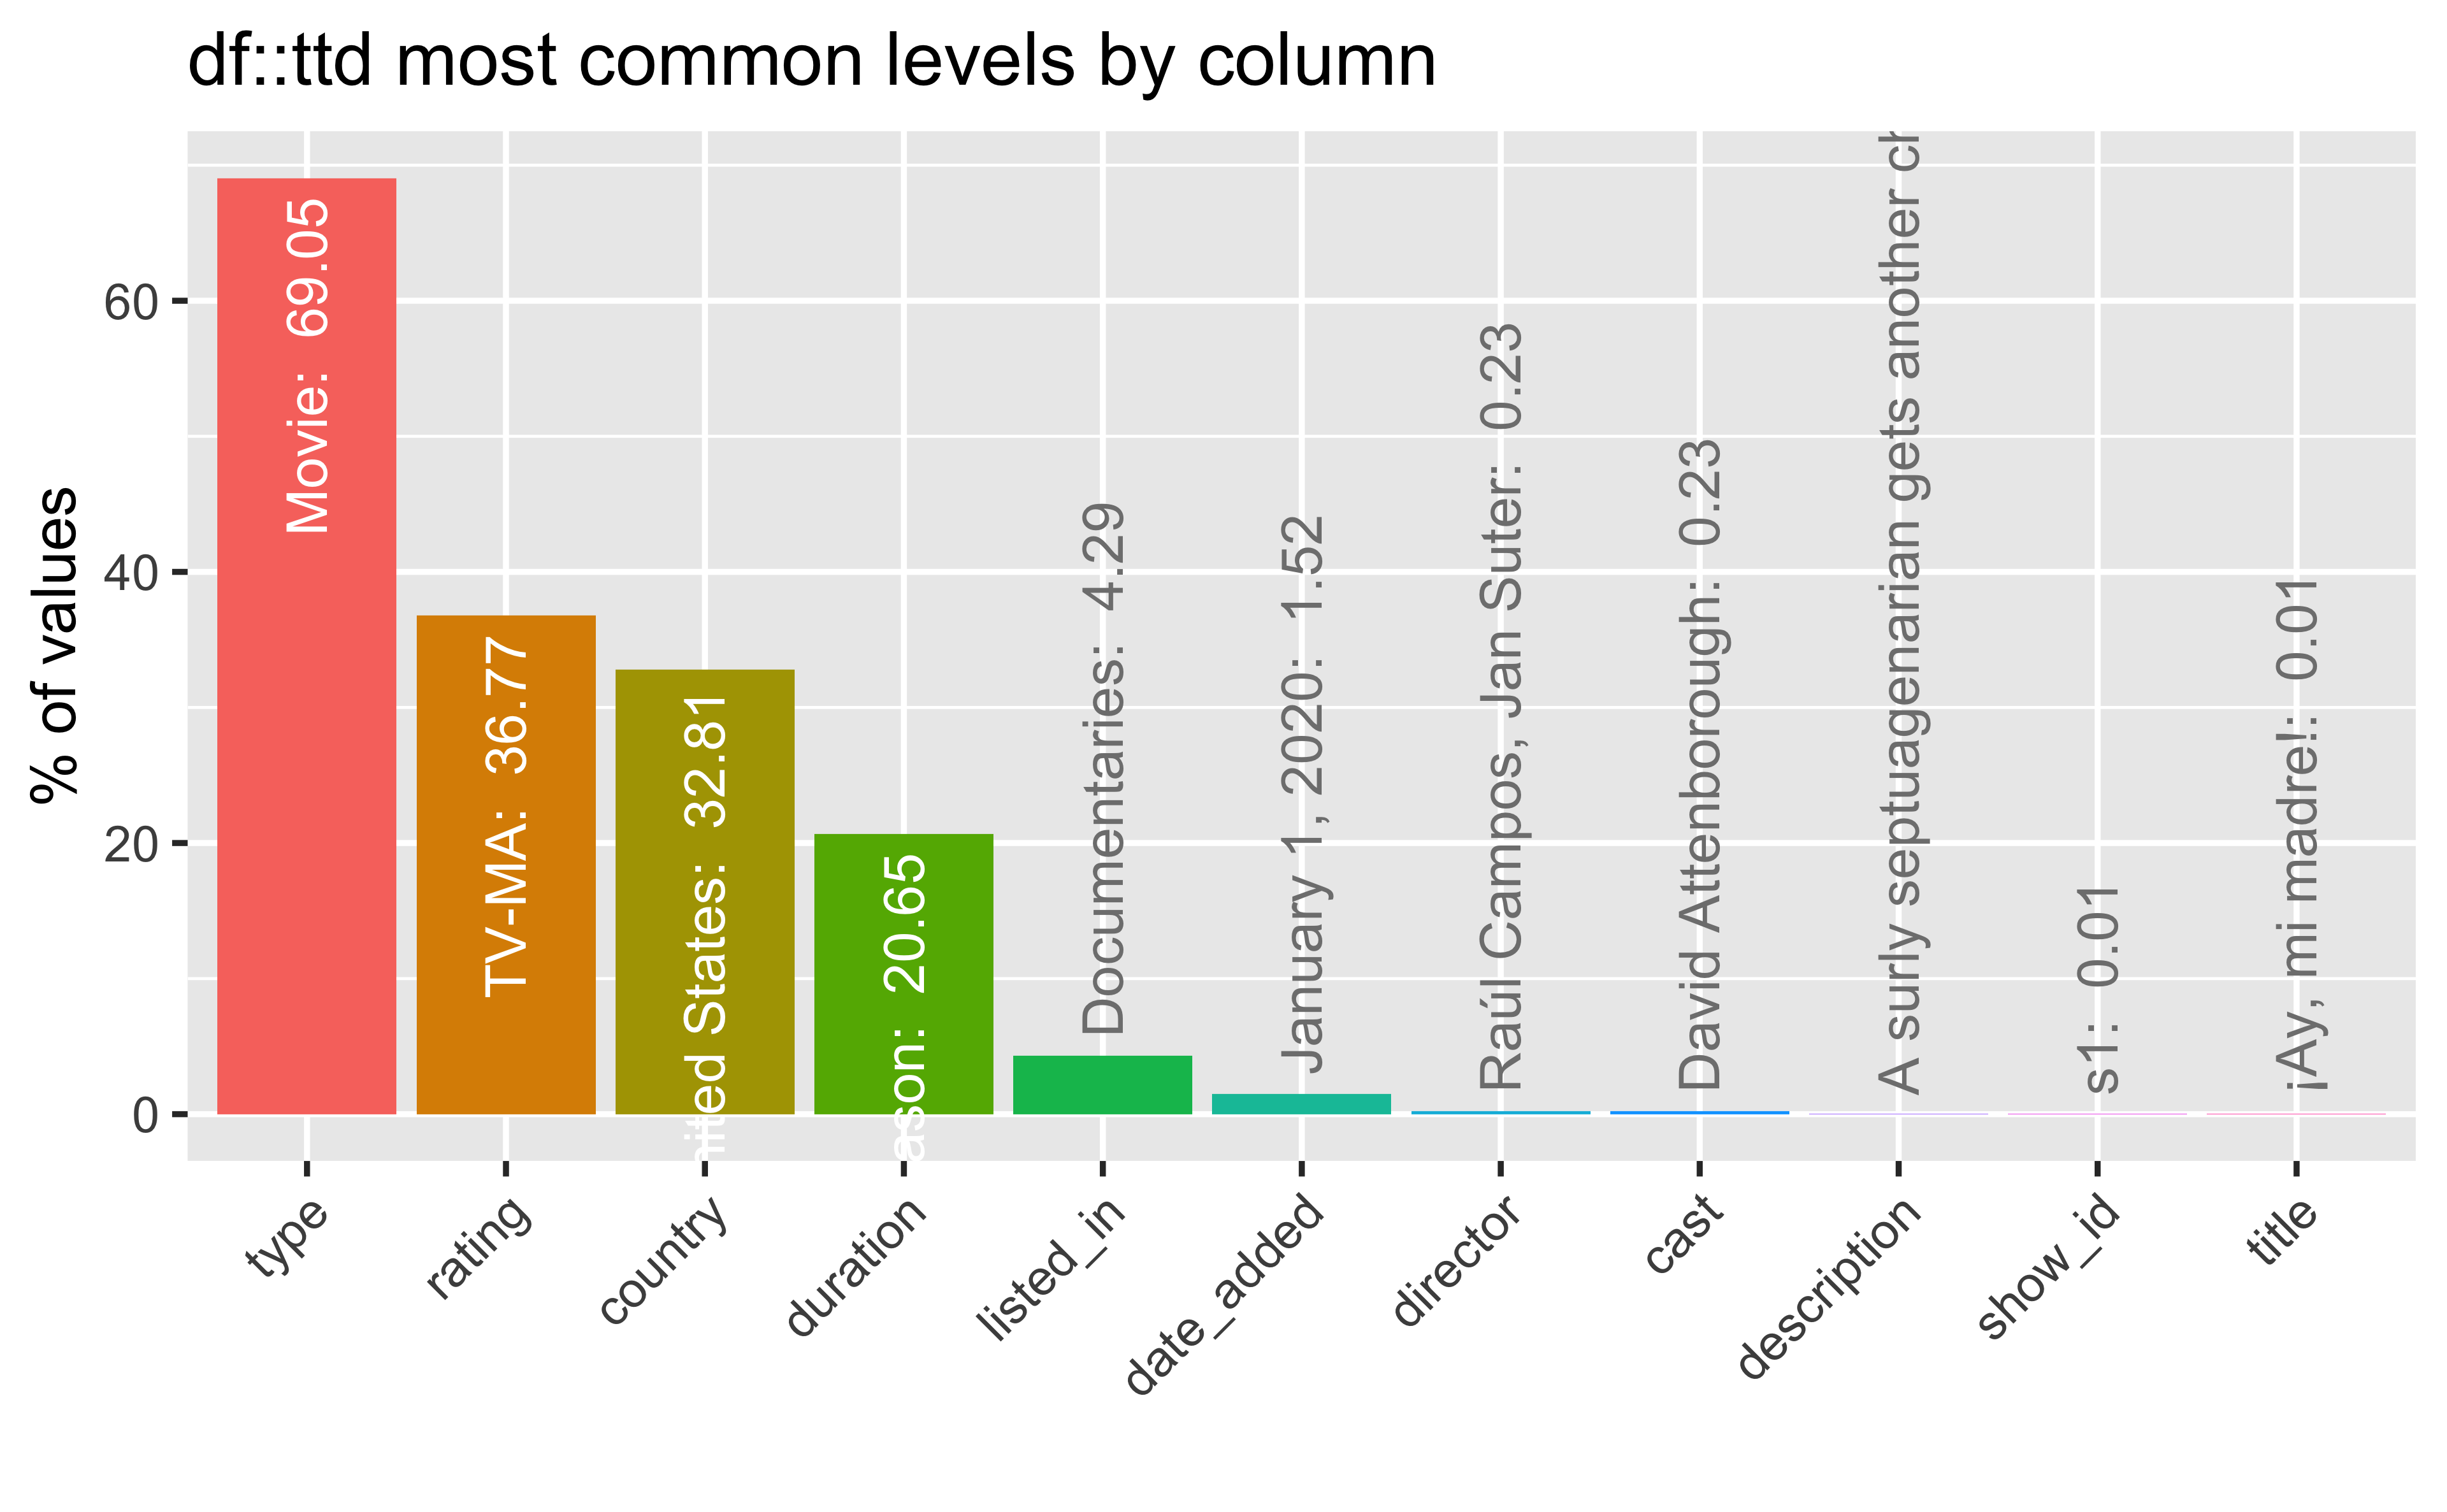 df::ttd most common levels by column
% of values
60
40
20
0
Movie: 69.05
TV-MA: 36.77
States: 32.81
20.65
Documentaries: 4.29
January 1, 2020: 1.52
Raúl Campos, Jan Suter: 0.23
David Attenborough: 0.23
A surly septuagenarian gets another
s1: 0.01
¡Ay, mi madre!: 0.01
type
rating
country
duration
listed_in
date_added
director
cast
description
show_id
title